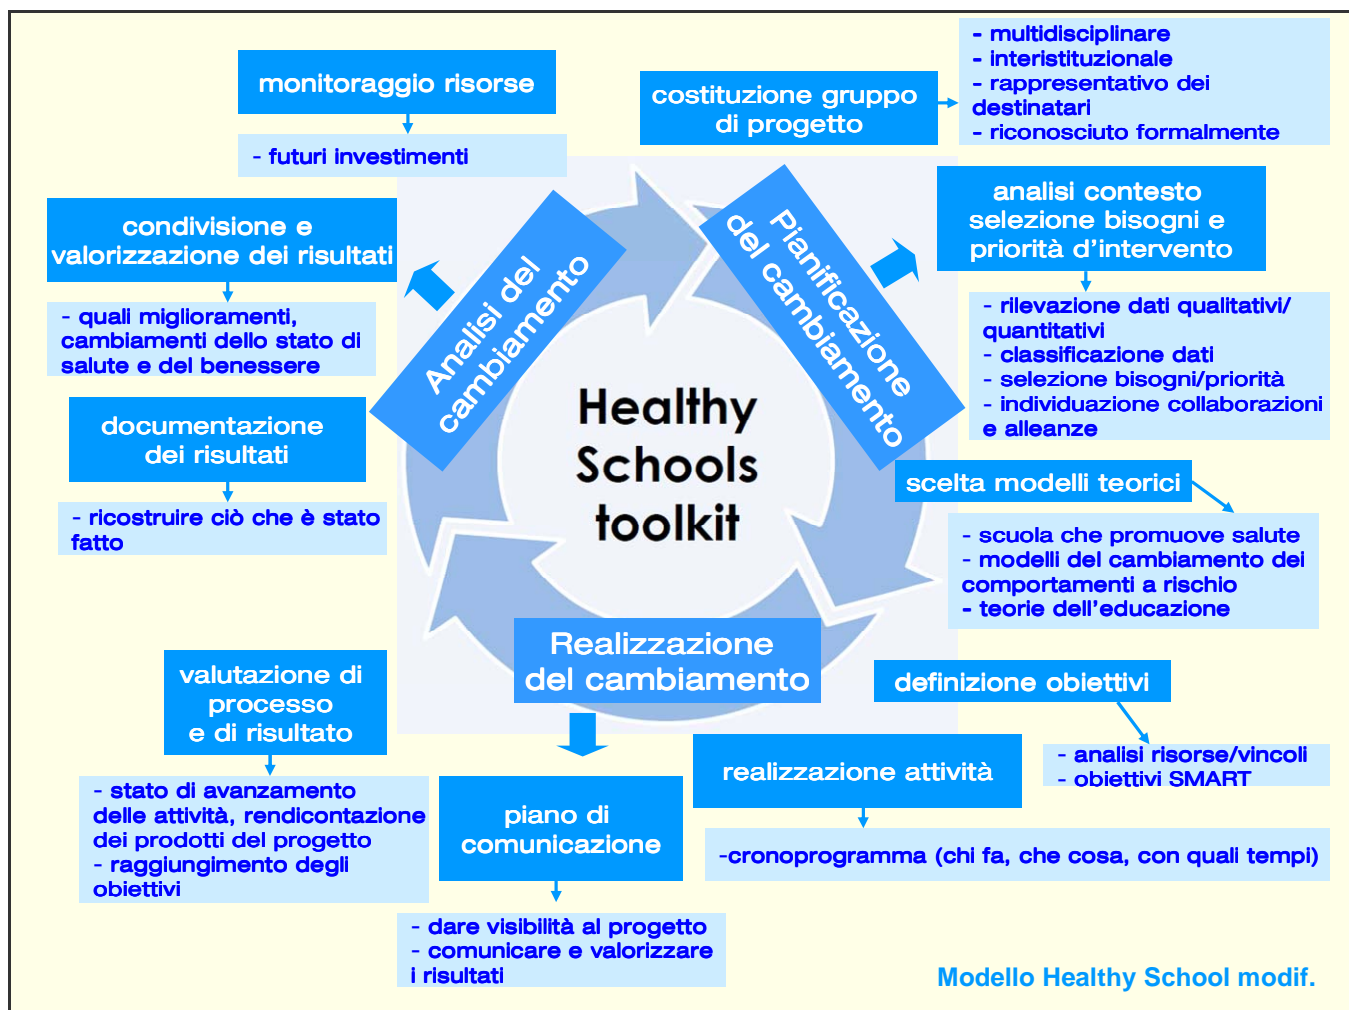 monitoraggio risorse
- futuri investimenti
costituzione gruppo
di progetto
- multidisciplinare
- interistituzionale
- rappresentativo dei
destinatari
- riconosciuto formalmente
condivisione e
valorizzazione dei risultati
- quali miglioramenti,
cambiamenti dello stato di
salute e del benessere
Analisi del
cambiamento
Pianificazione
del cambiamento
analisi contesto
selezione bisogni e
priorità d'intervento
- rilevazione dati qualitativi/
quantitativi
- classificazione dati
- selezione bisogni/priorità
- individuazione collaborazioni
e alleanze
documentazione
dei risultati
- ricostruire ciò che è stato
fatto
Healthy
Schools
toolkit
scelta modelli teorici
- scuola che promuove salute
- modelli del cambiamento dei
comportamenti a rischio
- teorie dell'educazione
Realizzazione
del cambiamento
valutazione di
processo
e di risultato
- stato di avanzamento
delle attività, rendicontazione
dei prodotti del progetto
- raggiungimento degli
obiettivi
piano di
comunicazione
- dare visibilità al progetto
- comunicare e valorizzare
i risultati
realizzazione attività
-cronoprogramma (chi fa, che cosa, con quali tempi)
definizione obiettivi
- analisi risorse/vincoli
- obiettivi SMART
Modello Healthy School modif.